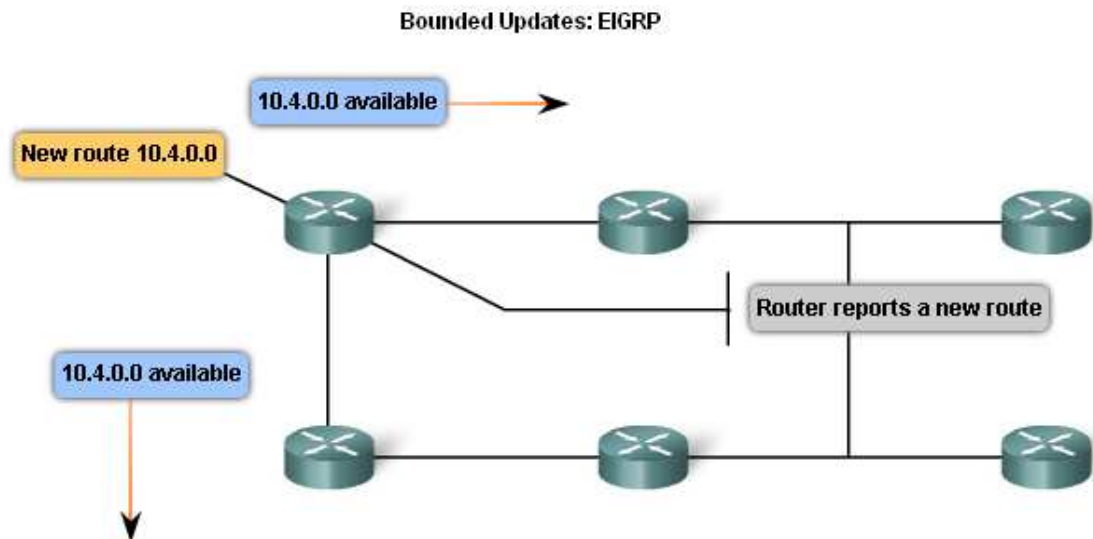 Bounded Updates: EIGRP
10.4.0.0 available
New route 10.4.0.0
Router reports a new route
10.4.0.0 available